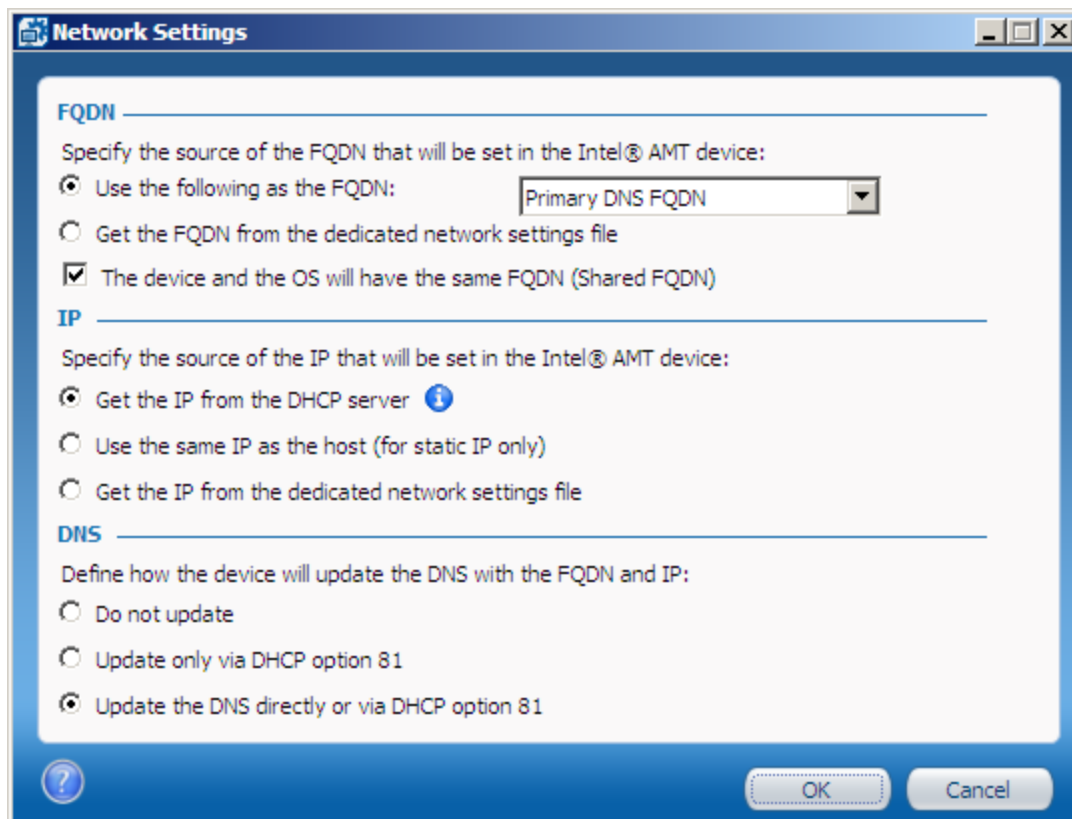 Network Settings
FQDN
Specify the source of the FQDN that will be set in the Intel® AMT device:
Use the following as the FQDN: Primary DNS FQDN
Get the FQDN from the dedicated network settings file
The device and the OS will have the same FQDN (Shared FQDN)
IP
Specify the source of the IP that will be set in the Intel® AMT device:
Get the IP from the DHCP server
Use the same IP as the host (for static IP only)
Get the IP from the dedicated network settings file
DNS
Define how the device will update the DNS with the FQDN and IP:
Do not update
Update only via DHCP option 81
Update the DNS directly or via DHCP option 81
OK Cancel